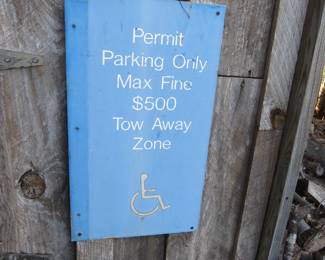 Permit
Parking Only
Max Fine
$500
Tow Away
Zone